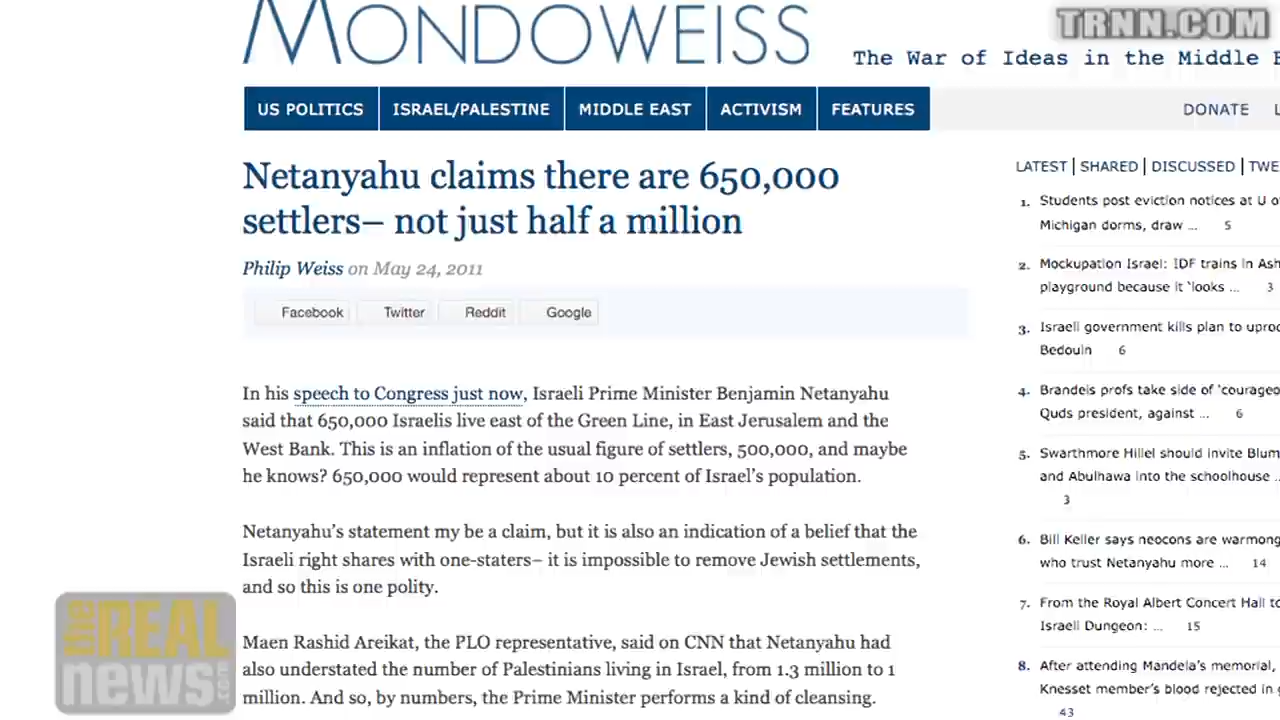 MONDOWEISS
TRNN.COM
The War of Ideas in the Middle
US POLITICS ISRAEL/PALESTINE MIDDLE EAST ACTIVISM FEATURES
DONATE
Netanyahu claims there are 650,000
settlers– not just half a million
Philip Weiss on May 24, 2011
Facebook Twitter Reddit Google
In his speech to Congress just now, Israeli Prime Minister Benjamin Netanyahu
said that 650,000 Israelis live east of the Green Line, in East Jerusalem and the
West Bank. This is an inflation of the usual figure of settlers, 500,000, and maybe
he knows? 650,000 would represent about 10 percent of Israel's population.
Netanyahu's statement my be a claim, but it is also an indication of a belief that the
Israeli right shares with one-staters– it is impossible to remove Jewish settlements,
and so this is one polity.
Maen Rashid Areikat, the PLO representative, said on CNN that Netanyahu had
also understated the number of Palestinians living in Israel, from 1.3 million to 1
million. And so, by numbers, the Prime Minister performs a kind of cleansing.
LATEST | SHARED | DISCUSSED | TWE
1. Students post eviction notices at U
Michigan dorms, draw ... 5
2. Mockupation Israel: IDF trains in Ash
playground because it 'looks ... 3
3. Israeli government kills plan to upro
Bedouin 6
4. Brandeis profs take side of 'courageo
Quds president, against ... 6
5. Swarthmore Hillel should invite Blum
and Abulhawa into the schoolhouse ...
3
6. Bill Keller says neocons are warmong
who trust Netanyahu more ... 14
7. From the Royal Albert Concert Hall to
Israeli Dungeon: ... 15
8. After attending Mandela's memorial,
Knesset member's blood rejected in
43
the REAL
news.com